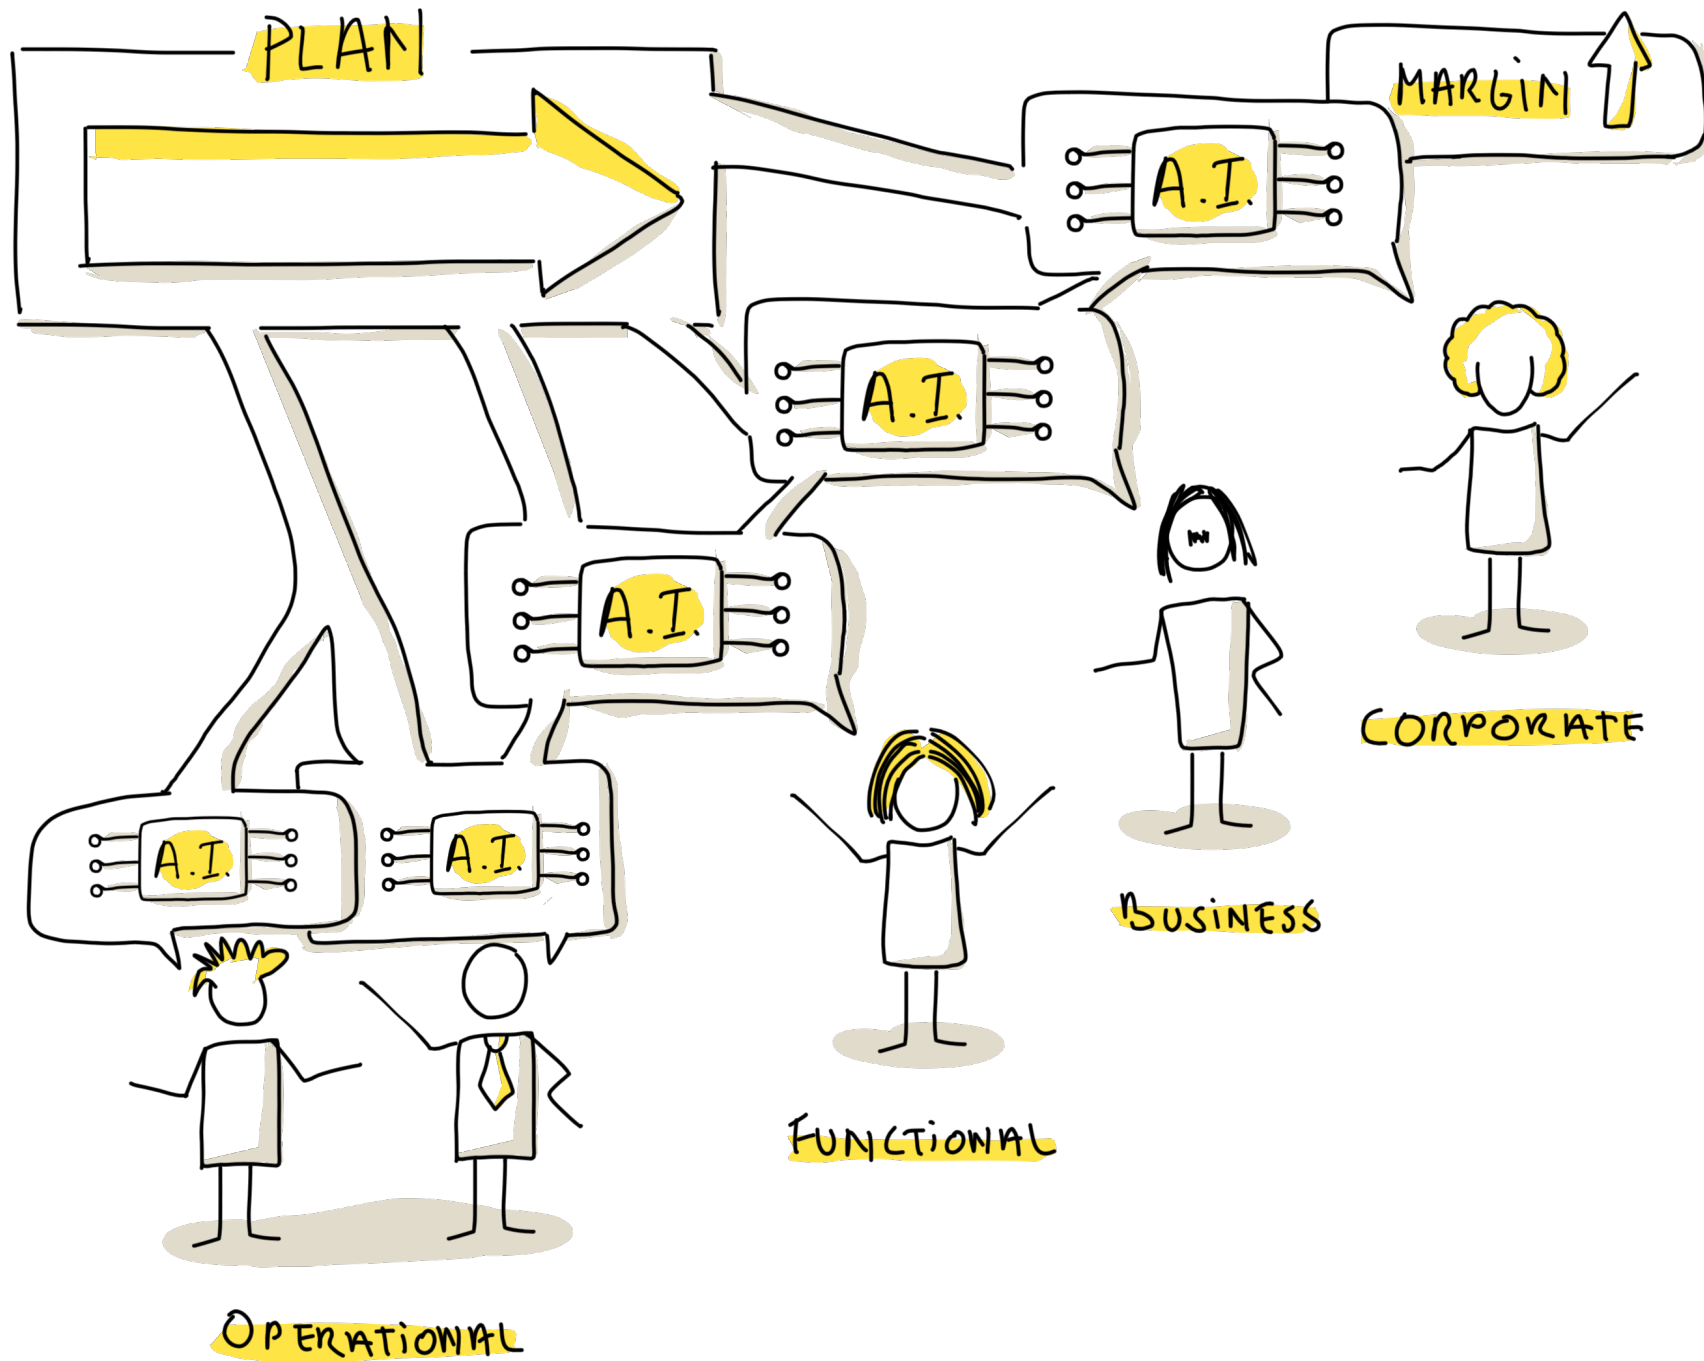 PLAN
MARGiN
A.I.
A.I.
A.I.
A.I.
A.I.
CORPORATE
BUSiNESS
FUNCTiONAL
OPERATiONAL